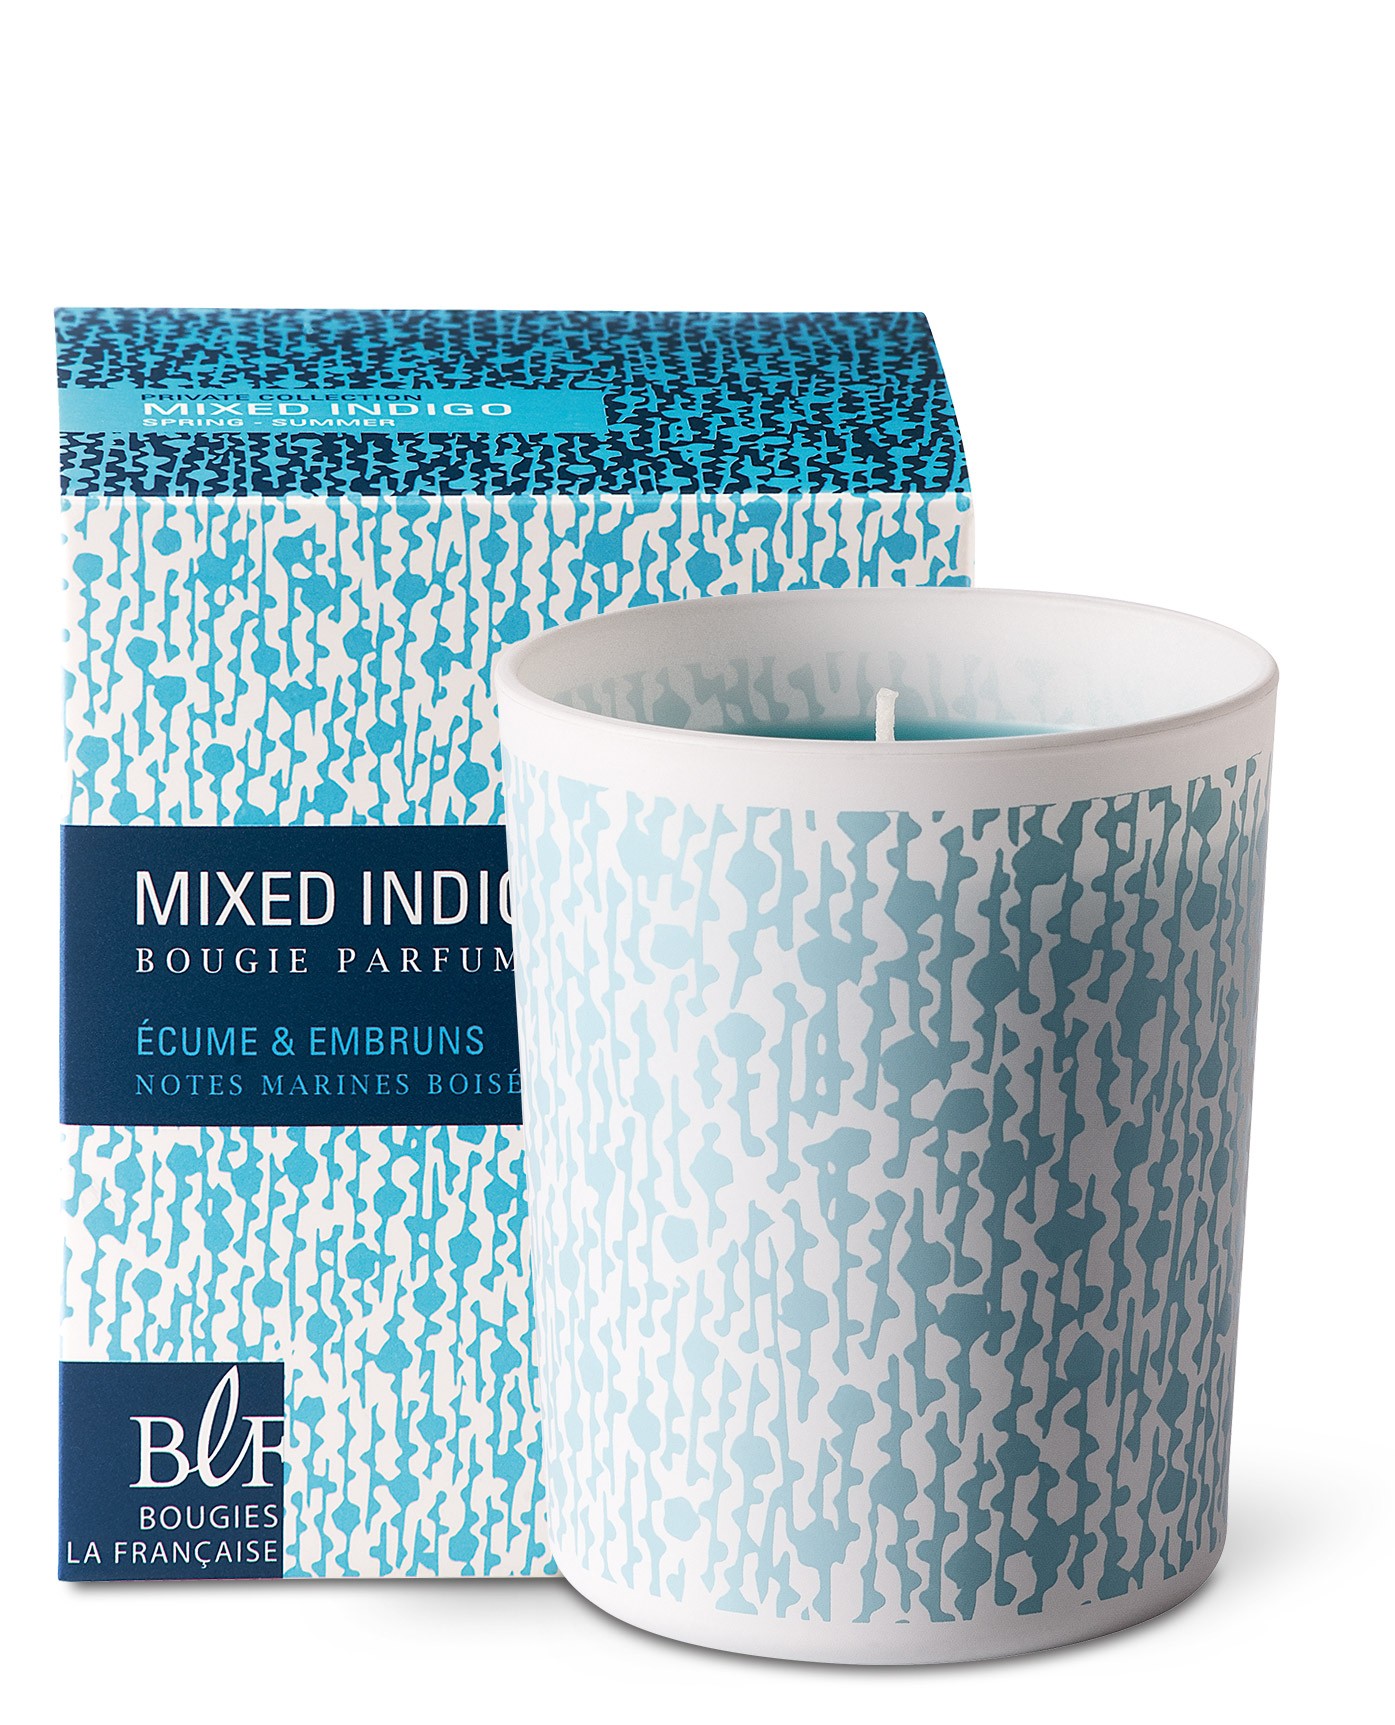 PRIVATE COLLECTION
MIXED INDIGO
SPRING - SUMMER
MIXED INDIG
BOUGIE PARFUM
ÉCUME & EMBRUNS
NOTES MARINES BOISÉ
BlF
BOUGIES
LA FRANÇAISE